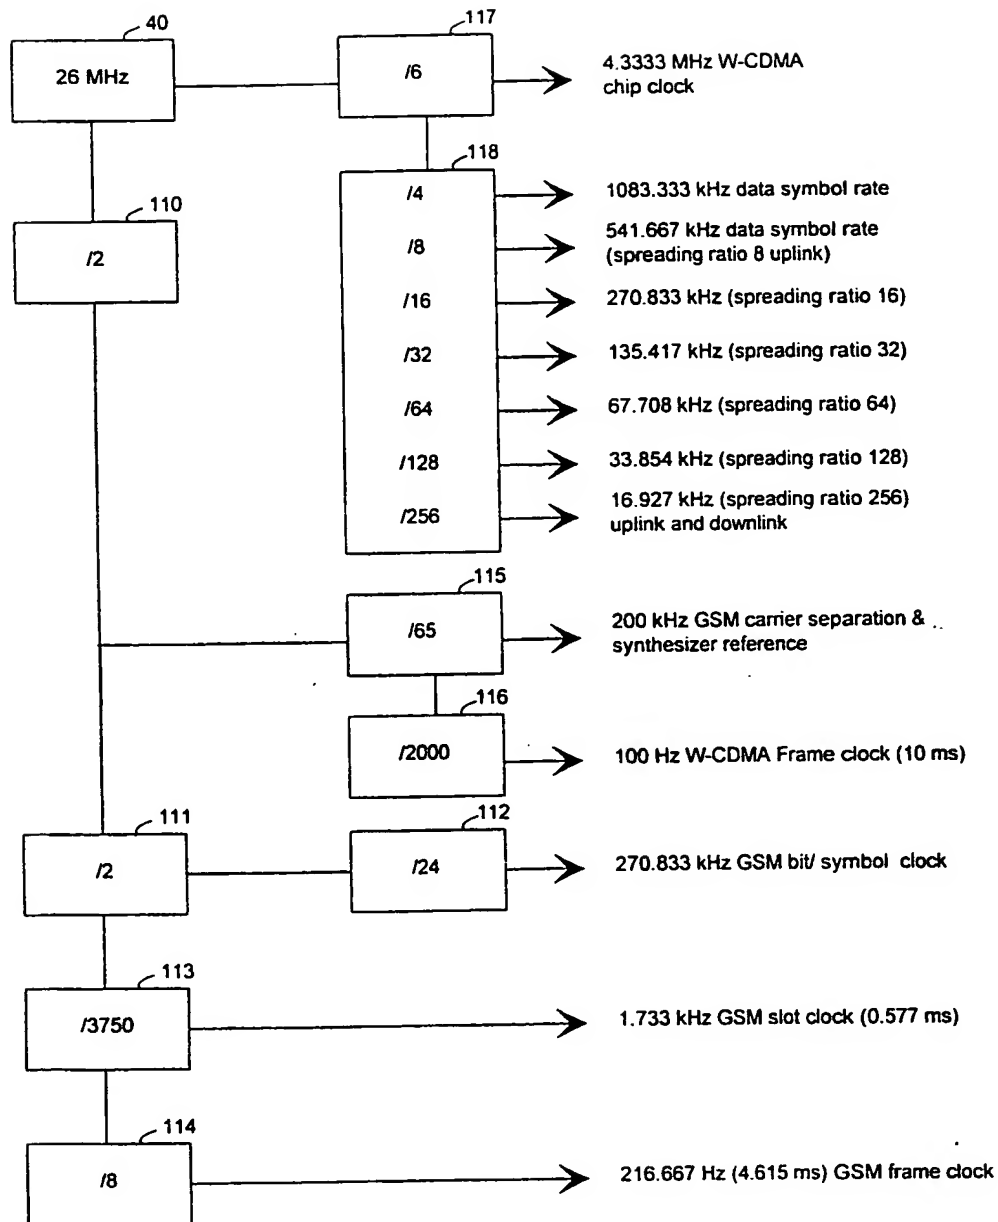 40
26 MHz
117
/6
4.3333 MHz W-CDMA
chip clock
118
/4
1083.333 kHz data symbol rate
110
/2
/8
541.667 kHz data symbol rate
(spreading ratio 8 uplink)
/16
270.833 kHz (spreading ratio 16)
/32
135.417 kHz (spreading ratio 32)
/64
67.708 kHz (spreading ratio 64)
/128
33.854 kHz (spreading ratio 128)
/256
16.927 kHz (spreading ratio 256)
uplink and downlink
115
/65
200 kHz GSM carrier separation &
synthesizer reference
116
/2000
100 Hz W-CDMA Frame clock (10 ms)
111
/2
112
/24
270.833 kHz GSM bit/ symbol clock
113
/3750
1.733 kHz GSM slot clock (0.577 ms)
114
/8
216.667 Hz (4.615 ms) GSM frame clock